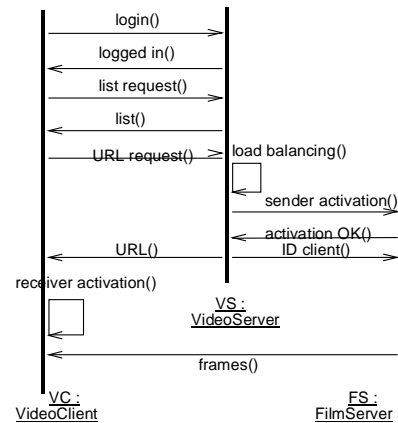 login()
logged in()
list request()
list()
URL request()
load balancing()
sender activation()
activation OK()
URL()
ID client()
receiver activation()
VS :
VideoServer
frames()
VC :
VideoClient
FS :
FilmServer